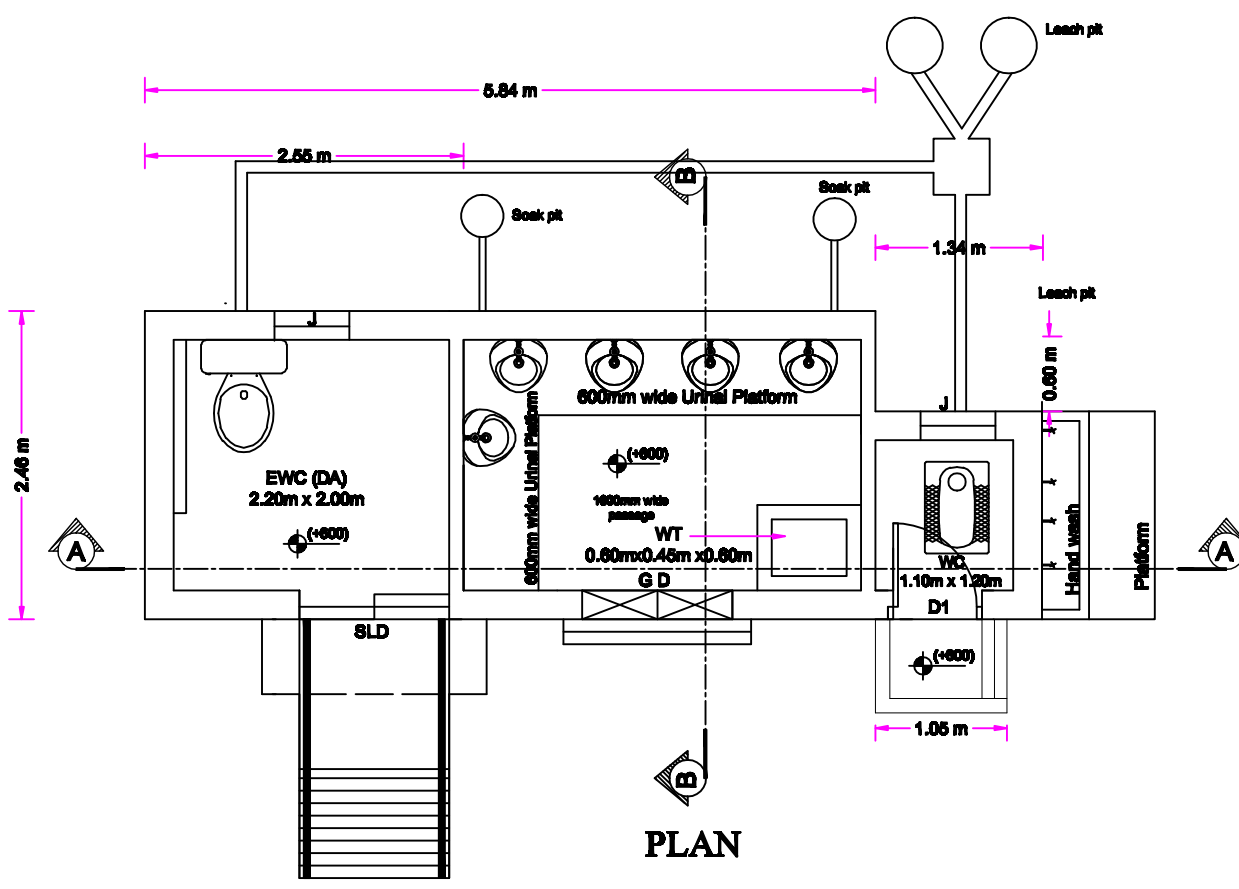 Leach pit
5.84 m
2.55 m
B
Soak pit
Soak pit
1.34 m
Leach pit
0.60 m
J
J
2.46 m
600mm wide Urinal Platform
600mm wide Urinal Platform
(+600)
EWC (DA)
2.20m x 2.00m
1600mm wide
passage
(+600)
WT
0.60mx0.45m x0.60m
G D
WC
1.10m x 1.20m
D1
Hand wash
Platform
A
A
SLD
(+600)
1.05 m
B
PLAN